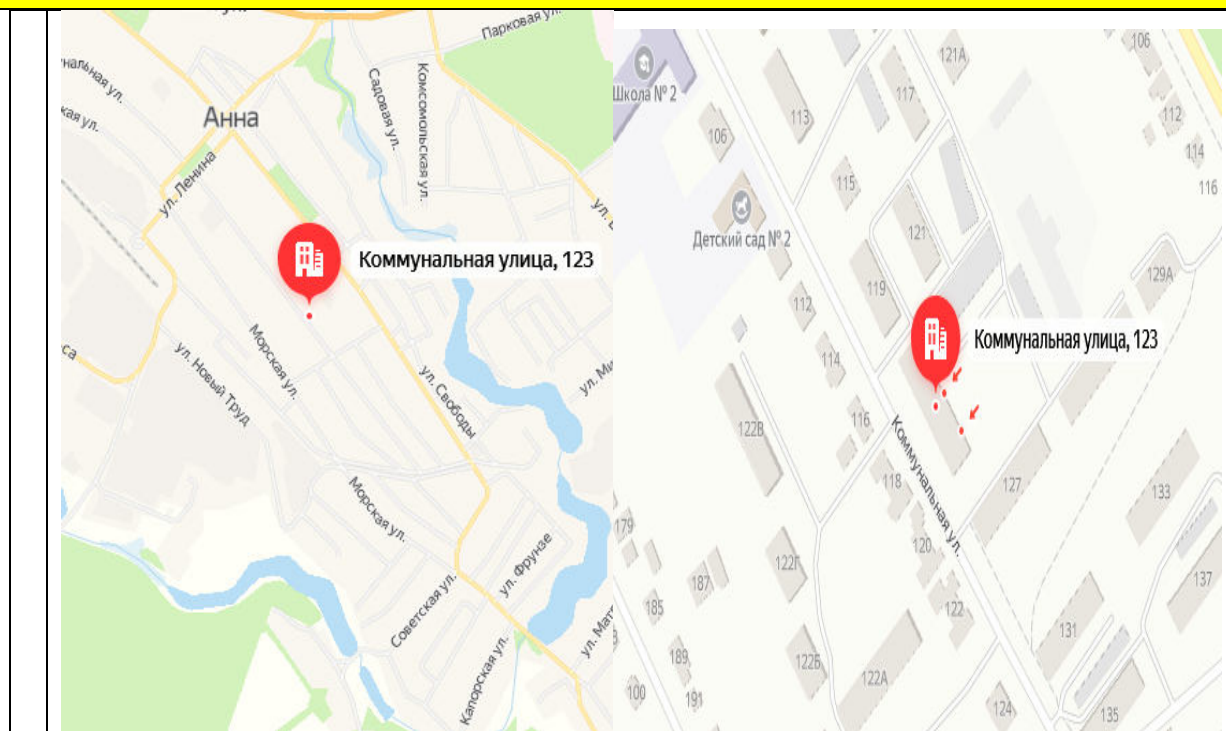 Парковая ул.
Садовая ул.
Комсомольская ул.
Анна
ул. Ленина
Коммунальная улица, 123
Морская ул.
ул. Новый Труд
ул. Свободы
Морская ул.
ул. Фрунзе
Советская ул.
Капорская ул.
Школа № 2
Детский сад № 2
106
113
117
121А
106
112
114
116
115
121
119
129А
112
114
116
Коммунальная улица, 123
122В
Коммунальная ул.
118
127
133
120
179
187
122Г
122
137
185
131
189
122Б
122А
100
191
124
135